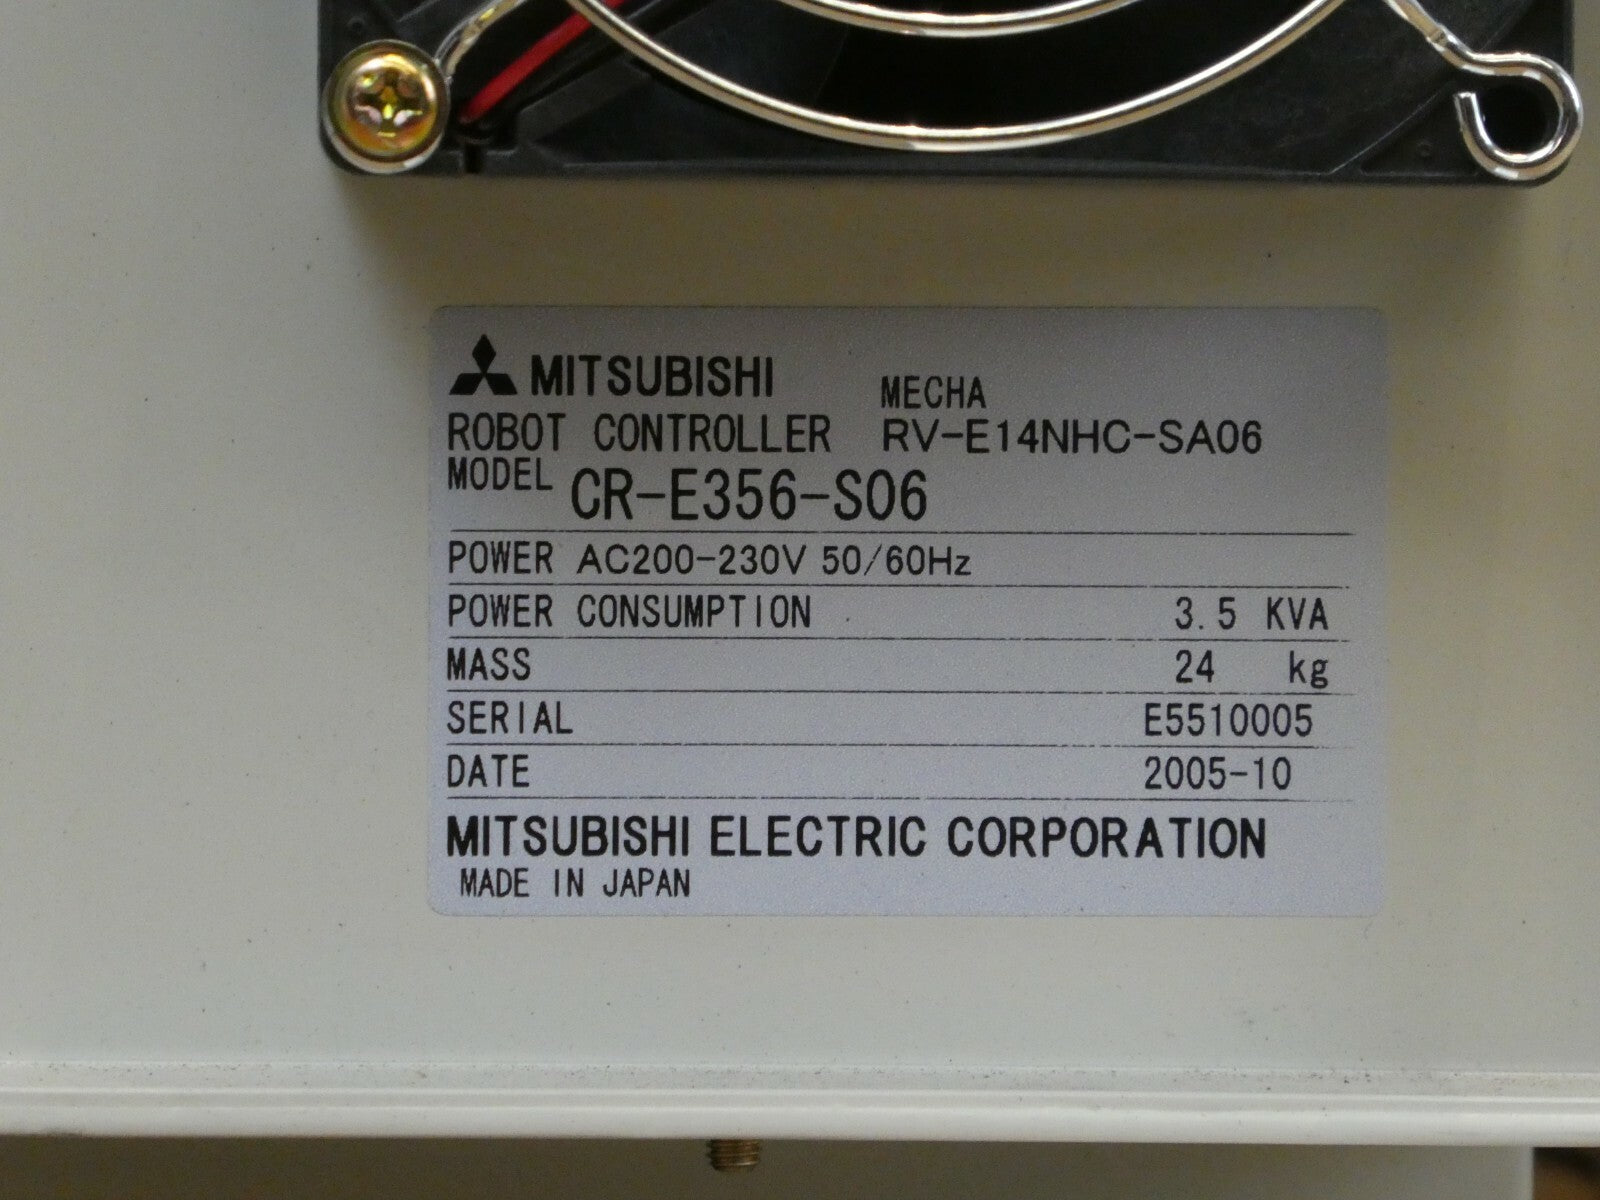 MITSUBISHI
ROBOT CONTROLLER
MECHA
RV-E14NHC-SA06
MODEL CR-E356-S06
POWER AC200-230V 50/60Hz
POWER CONSUMPTION 3.5 KVA
MASS 24 kg
SERIAL E5510005
DATE 2005-10
MITSUBISHI ELECTRIC CORPORATION
MADE IN JAPAN